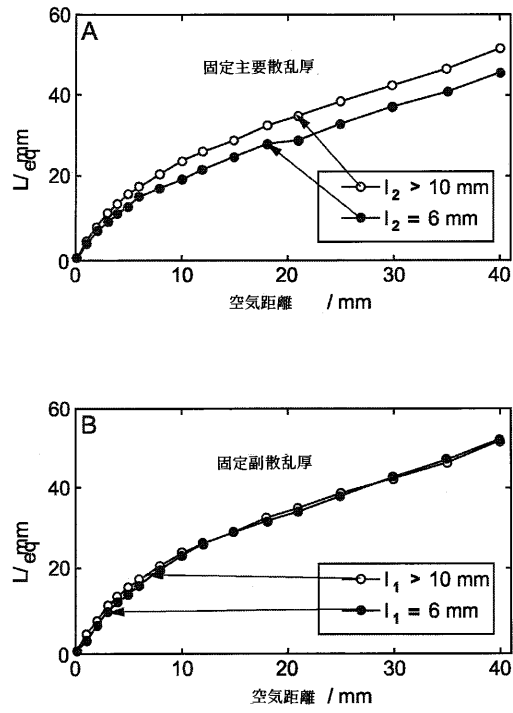 A
固定主要散乱厚
60
40
20
0
L/eq mm
l2 > 10 mm
l2 = 6 mm
0 10 20 30 40
空気距離 / mm
B
固定副散乱厚
60
40
20
0
L/eq mm
l1 > 10 mm
l1 = 6 mm
0 10 20 30 40
空気距離 / mm